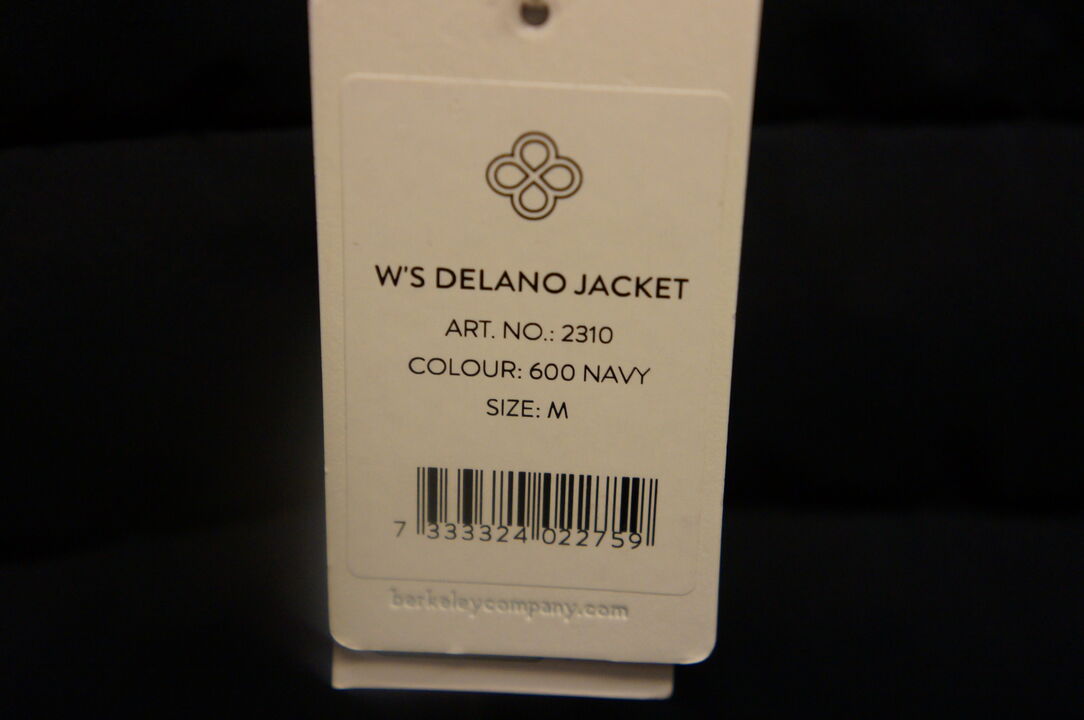 W'S DELANO JACKET
ART. NO.: 2310
COLOUR: 600 NAVY
SIZE: M
7 333324 022759
berkeleycompany.com